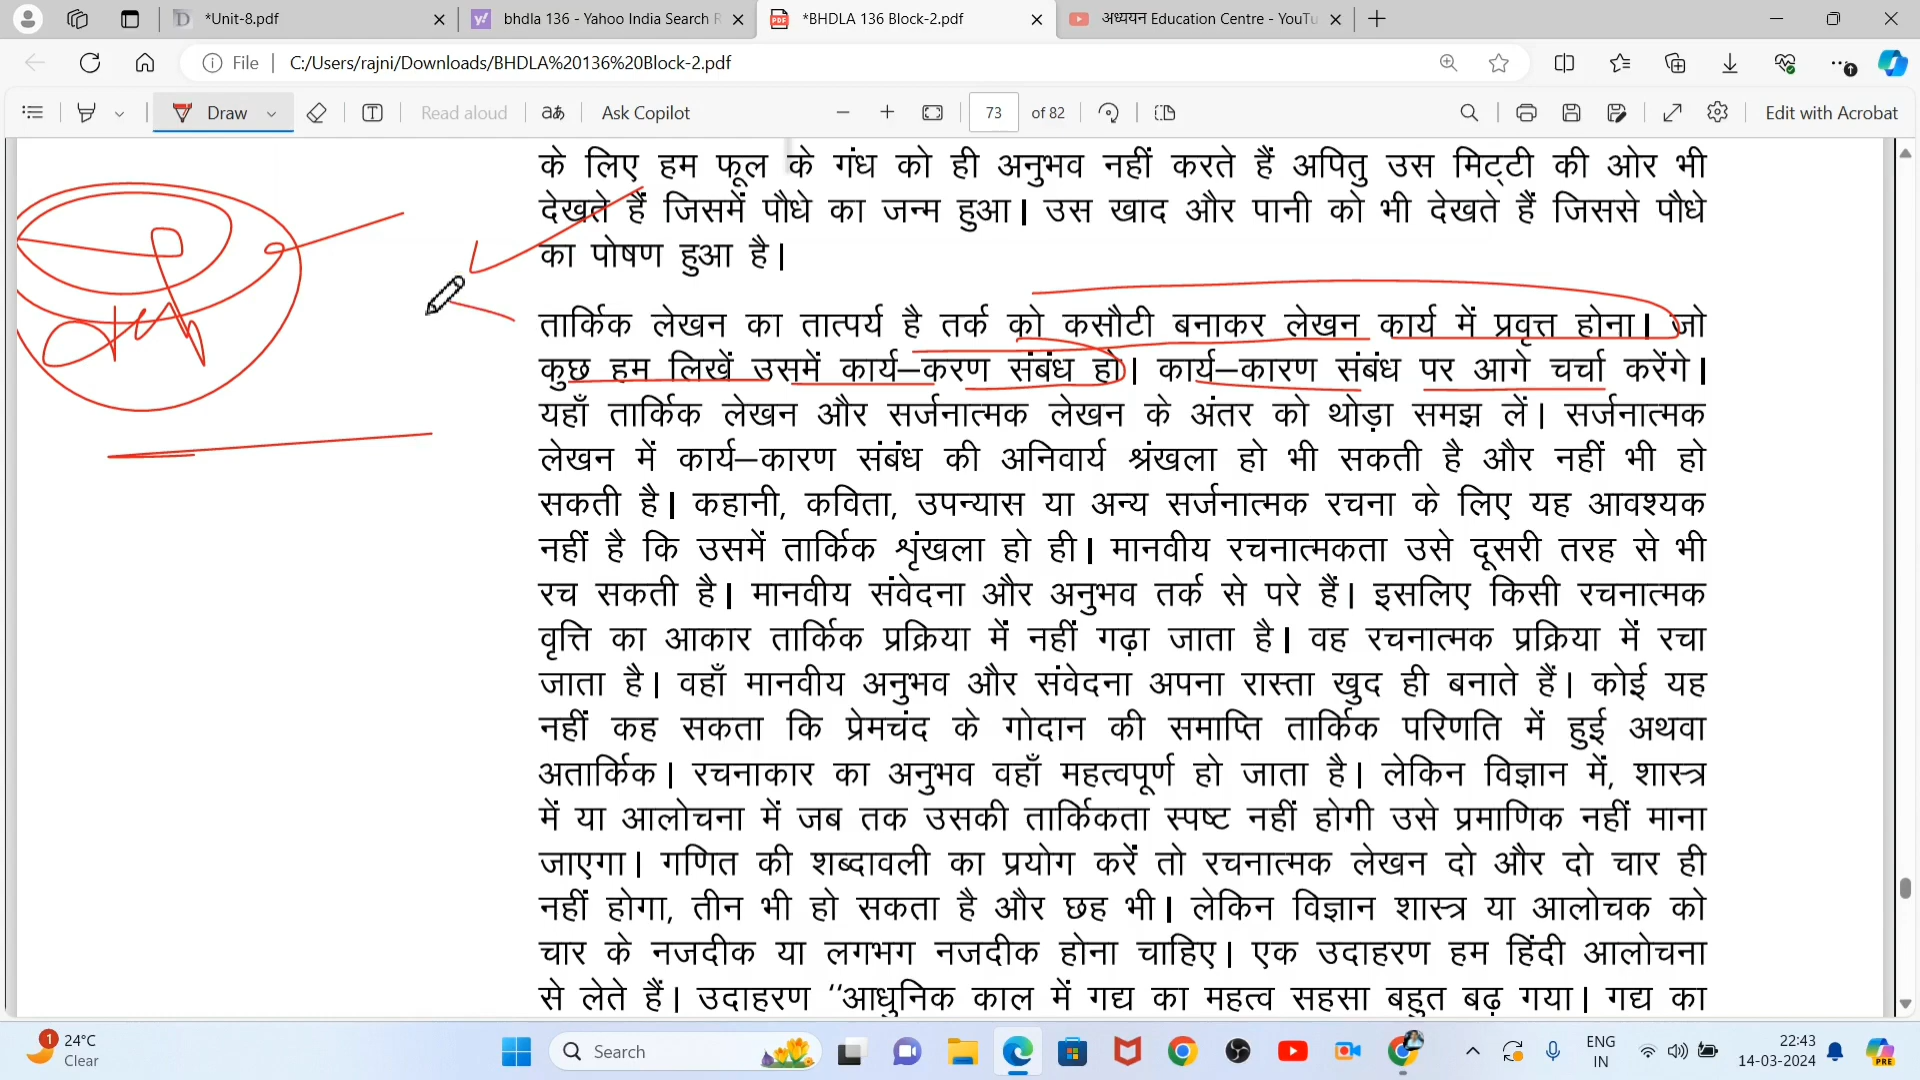 *Unit-8.pdf
bhdla 136 - Yahoo India Search R
*BHDLA 136 Block-2.pdf
अध्ययन Education Centre - YouTu
File
C:/Users/rajni/Downloads/BHDLA%20136%20Block-2.pdf
Draw
Read aloud
aあ
Ask Copilot
73
of 82
Edit with Acrobat
के लिए हम फूल के गंध को ही अनुभव नहीं करते हैं अपितु उस मिट्टी की ओर भी
देखते हैं जिसमें पौधे का जन्म हुआ। उस खाद और पानी को भी देखते हैं जिससे पौधे
का पोषण हुआ है।
तार्किक लेखन का तात्पर्य है तर्क को कसौटी बनाकर लेखन कार्य में प्रवृत्त होना। जो
कुछ हम लिखें उसमें कार्य–करण संबंध हो। कार्य–कारण संबंध पर आगे चर्चा करेंगे।
यहाँ तार्किक लेखन और सर्जनात्मक लेखन के अंतर को थोड़ा समझ लें। सर्जनात्मक
लेखन में कार्य–कारण संबंध की अनिवार्य श्रंखला हो भी सकती है और नहीं भी हो
सकती है। कहानी, कविता, उपन्यास या अन्य सर्जनात्मक रचना के लिए यह आवश्यक
नहीं है कि उसमें तार्किक शृंखला हो ही। मानवीय रचनात्मकता उसे दूसरी तरह से भी
रच सकती है। मानवीय संवेदना और अनुभव तर्क से परे हैं। इसलिए किसी रचनात्मक
वृत्ति का आकार तार्किक प्रक्रिया में नहीं गढ़ा जाता है। वह रचनात्मक प्रक्रिया में रचा
जाता है। वहाँ मानवीय अनुभव और संवेदना अपना रास्ता खुद ही बनाते हैं। कोई यह
नहीं कह सकता कि प्रेमचंद के गोदान की समाप्ति तार्किक परिणति में हुई अथवा
अतार्किक। रचनाकार का अनुभव वहाँ महत्वपूर्ण हो जाता है। लेकिन विज्ञान में, शास्त्र
में या आलोचना में जब तक उसकी तार्किकता स्पष्ट नहीं होगी उसे प्रमाणिक नहीं माना
जाएगा। गणित की शब्दावली का प्रयोग करें तो रचनात्मक लेखन दो और दो चार ही
नहीं होगा, तीन भी हो सकता है और छह भी। लेकिन विज्ञान शास्त्र या आलोचक को
चार के नजदीक या लगभग नजदीक होना चाहिए। एक उदाहरण हम हिंदी आलोचना
से लेते हैं। उदाहरण ‘‘आधुनिक काल में गद्य का महत्व सहसा बहुत बढ़ गया। गद्य का
1
24°C
Clear
Search
ENG
IN
22:43
14-03-2024
PRE